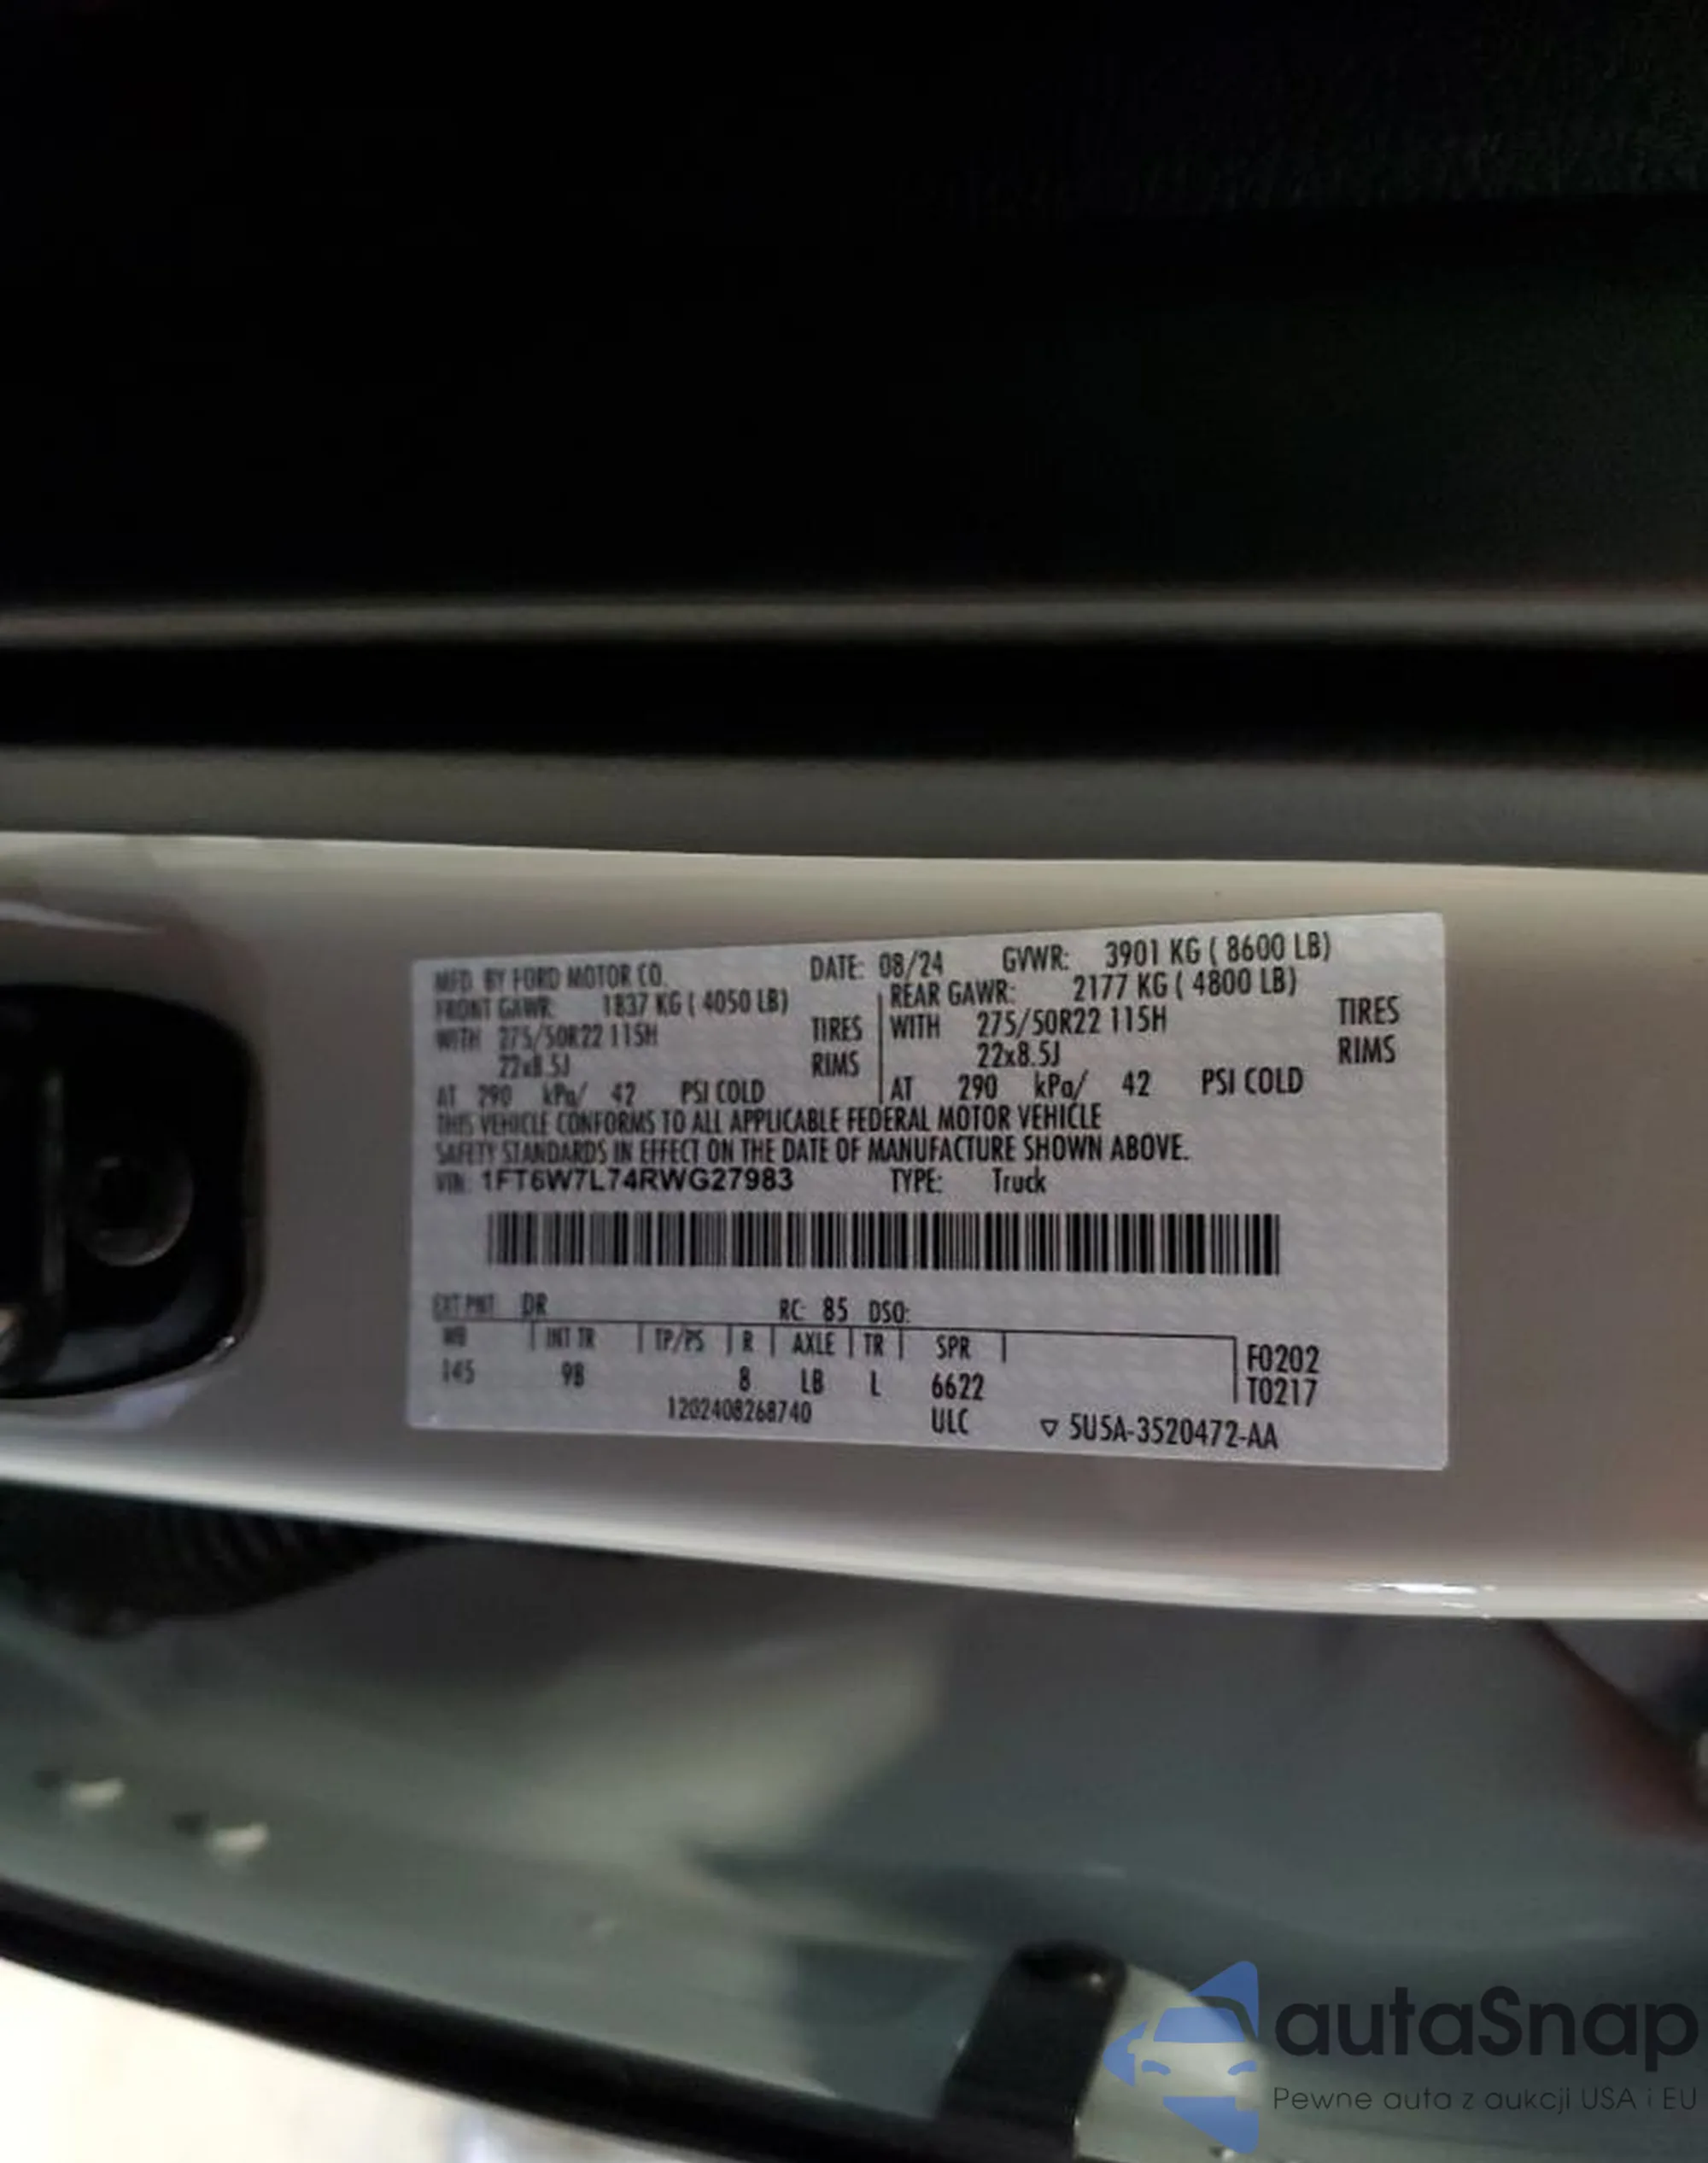 MFD. BY FORD MOTOR CO. DATE: 08/24 GVWR: 3901 KG ( 8600 LB)
FRONT GAWR: 1837 KG ( 4050 LB) REAR GAWR: 2177 KG ( 4800 LB)
WITH 275/50R22 115H TIRES WITH 275/50R22 115H TIRES
22x8.5J RIMS 22x8.5J RIMS
AT 290 kPa/ 42 PSI COLD AT 290 kPa/ 42 PSI COLD
THIS VEHICLE CONFORMS TO ALL APPLICABLE FEDERAL MOTOR VEHICLE
SAFETY STANDARDS IN EFFECT ON THE DATE OF MANUFACTURE SHOWN ABOVE.
VIN: 1FT6W7L74RWG27983 TYPE: Truck
EXT PNT DR RC: 85 DSO:
WB INT TR TP/PS R AXLE TR SPR F0202
145 9B 8 LB L 6622 T0217
1202408268740 ULC ▽ 5U5A-3520472-AA
autaSnap
Pewne auta z aukcji USA i EU